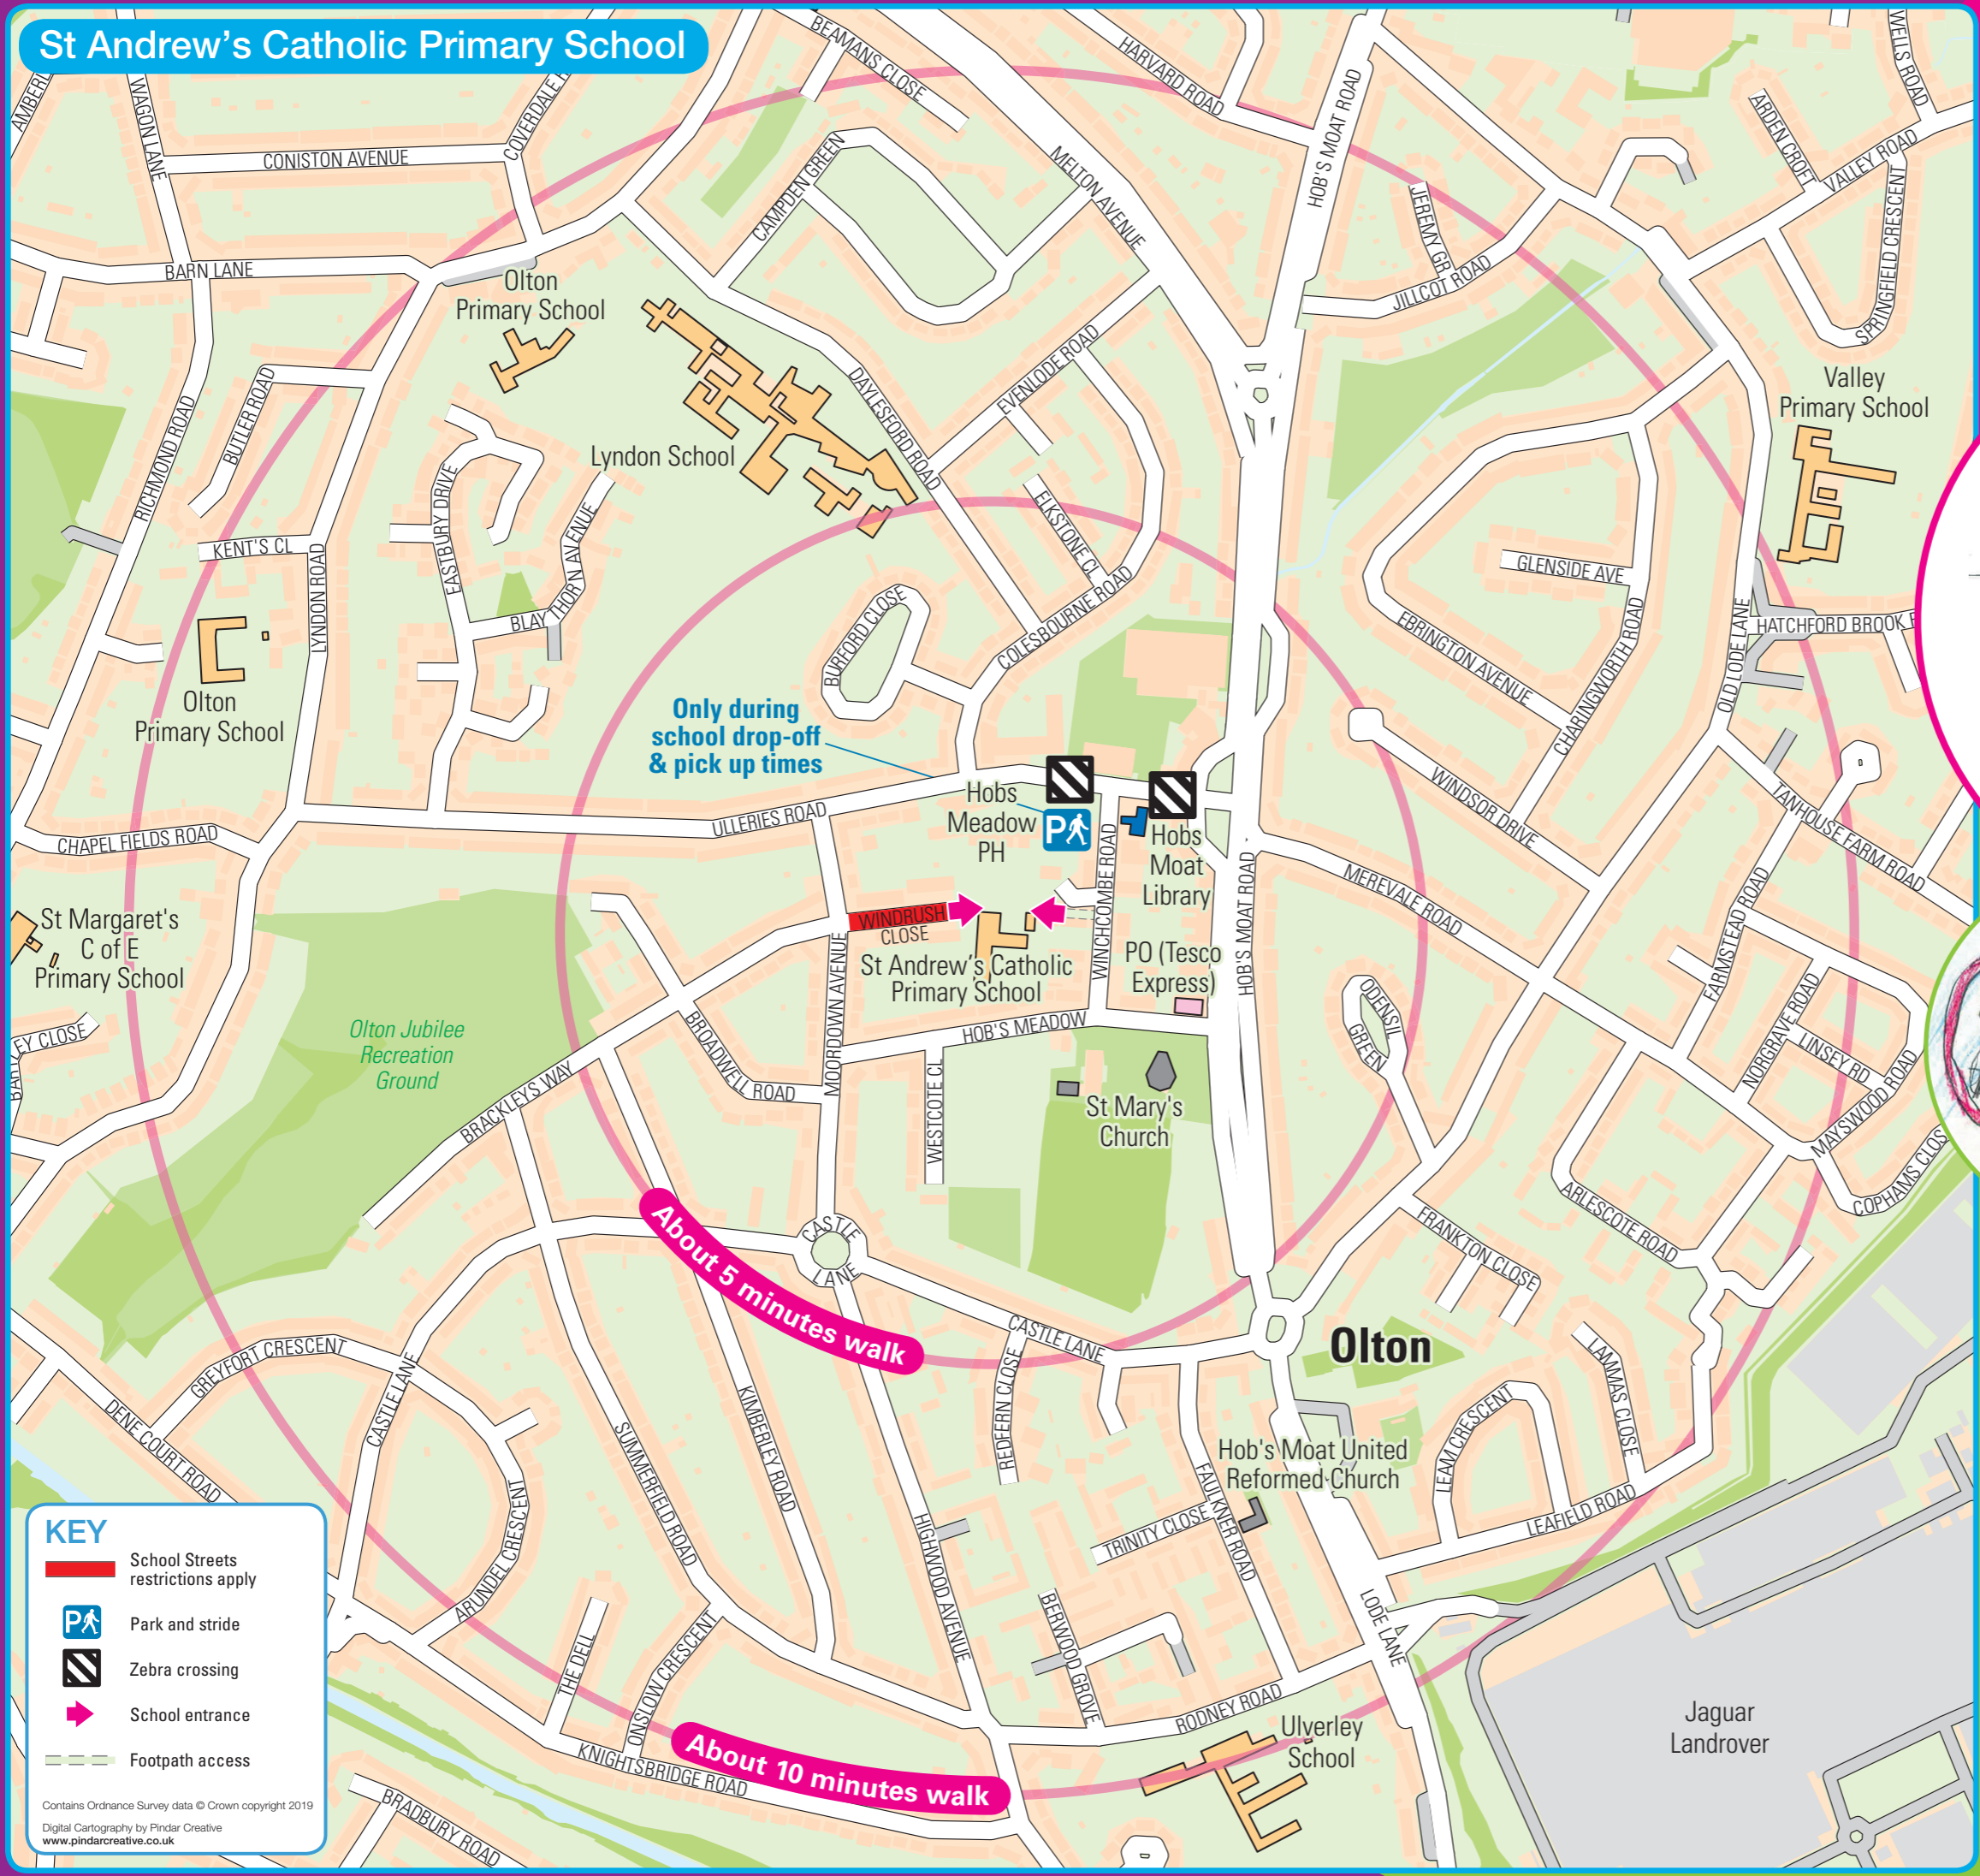 St Andrew's Catholic Primary School
BEAMANS CLOSE
HARVARD ROAD
HOB'S MOAT ROAD
WELLS ROAD
ARDEN CROFT
VALLEY ROAD
WAGON LANE
CONISTON AVENUE
CAMPDEN GREEN
MELTON AVENUE
JEREMY GR
JILLCOT ROAD
SPRINGFIELD CRESCENT
BARN LANE
Olton
Primary School
EVENLODE ROAD
DAYLESFORD ROAD
Valley
Primary School
RICHMOND ROAD
BUTLER ROAD
Lyndon School
EASTBURY DRIVE
ELKSTONE CL
KENT'S CL
LYNDON ROAD
BLAYTHORN AVENUE
GLENSIDE AVE
BURFORD CLOSE
COLESBOURNE ROAD
EBRINGTON AVENUE
CHARINGWORTH ROAD
OLD LODE LANE
HATCHFORD BROOK
Olton
Primary School
Only during
school drop-off
& pick up times
WINDSOR DRIVE
TANHOUSE FARM ROAD
ULLERIES ROAD
CHAPEL FIELDS ROAD
Hobs
Meadow
PH
P
Hobs
Moat
Library
WINCHCOMBE ROAD
HOB'S MOAT ROAD
MEREVALE ROAD
FARMSTEAD ROAD
St Margaret's
C of E
Primary School
WINDRUSH
CLOSE
St Andrew's Catholic
Primary School
PO (Tesco
Express)
MOORDOWN AVENUE
ODENSIL
GREEN
NORGRAVE ROAD
LINSEY RD
MAYSWOOD ROAD
Olton Jubilee
Recreation
Ground
BROADWELL ROAD
HOB'S MEADOW
WESTCOTE CL
BRACKLEYS WAY
St Mary's
Church
ARLESCOTE ROAD
FRANKTON CLOSE
CASTLE
LANE
About 5 minutes walk
CASTLE LANE
Olton
REDFERN CLOSE
LAMMAS CLOSE
LEAM CRESCENT
LEAFIELD ROAD
GREYFORT CRESCENT
CASTLE LANE
DENE COURT ROAD
SUMMERFIELD ROAD
KIMBERLEY ROAD
HIGHWOOD AVENUE
Hob's Moat United
Reformed Church
TRINITY CLOSE
FAULKNER ROAD
ARUNDEL CRESCENT
BERWOOD GROVE
LODE LANE
THE DELL
ONSLOW CRESCENT
RODNEY ROAD
Ulverley
School
Jaguar
Landrover
KNIGHTSBRIDGE ROAD
About 10 minutes walk
BRADBURY ROAD
KEY
School Streets
restrictions apply
P
Park and stride
Zebra crossing
School entrance
Footpath access
Contains Ordnance Survey data © Crown copyright 2019
Digital Cartography by Pindar Creative
www.pindarcreative.co.uk